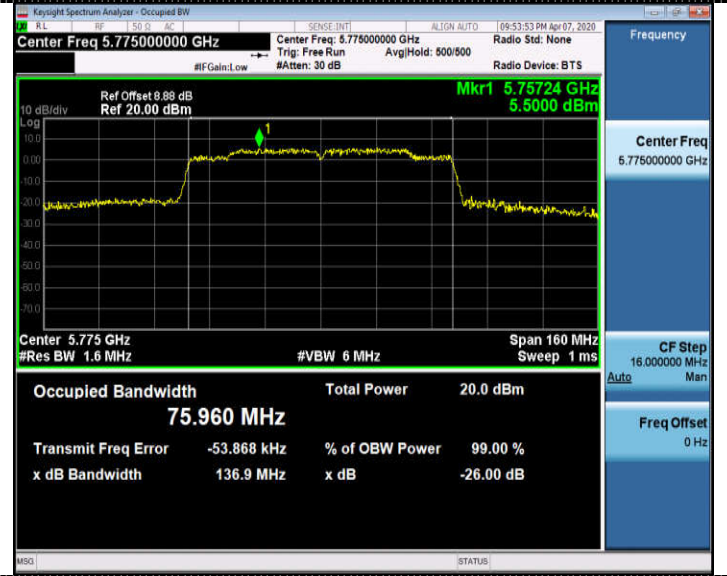 Keysight Spectrum Analyzer - Occupied BW
RL RF 50 Ω AC SENSE:INT ALIGN AUTO 09:53:53 PM Apr 07, 2020
Center Freq 5.775000000 GHz
Center Freq: 5.775000000 GHz
Radio Std: None
Trig: Free Run Avg|Hold: 500/500
#IFGain:Low #Atten: 30 dB Radio Device: BTS
Frequency
Mkr1 5.75724 GHz
5.5000 dBm
Ref Offset 8.88 dB
10 dB/div Ref 20.00 dBm
Log
10.0
0.00
-10.0
-20.0
-30.0
-40.0
-50.0
-60.0
-70.0
1
Center 5.775 GHz Span 160 MHz
#Res BW 1.6 MHz #VBW 6 MHz Sweep 1 ms
Occupied Bandwidth Total Power 20.0 dBm
75.960 MHz
Transmit Freq Error -53.868 kHz % of OBW Power 99.00 %
x dB Bandwidth 136.9 MHz x dB -26.00 dB
Center Freq
5.775000000 GHz
CF Step
16.000000 MHz
Auto Man
Freq Offset
0 Hz
MSG STATUS